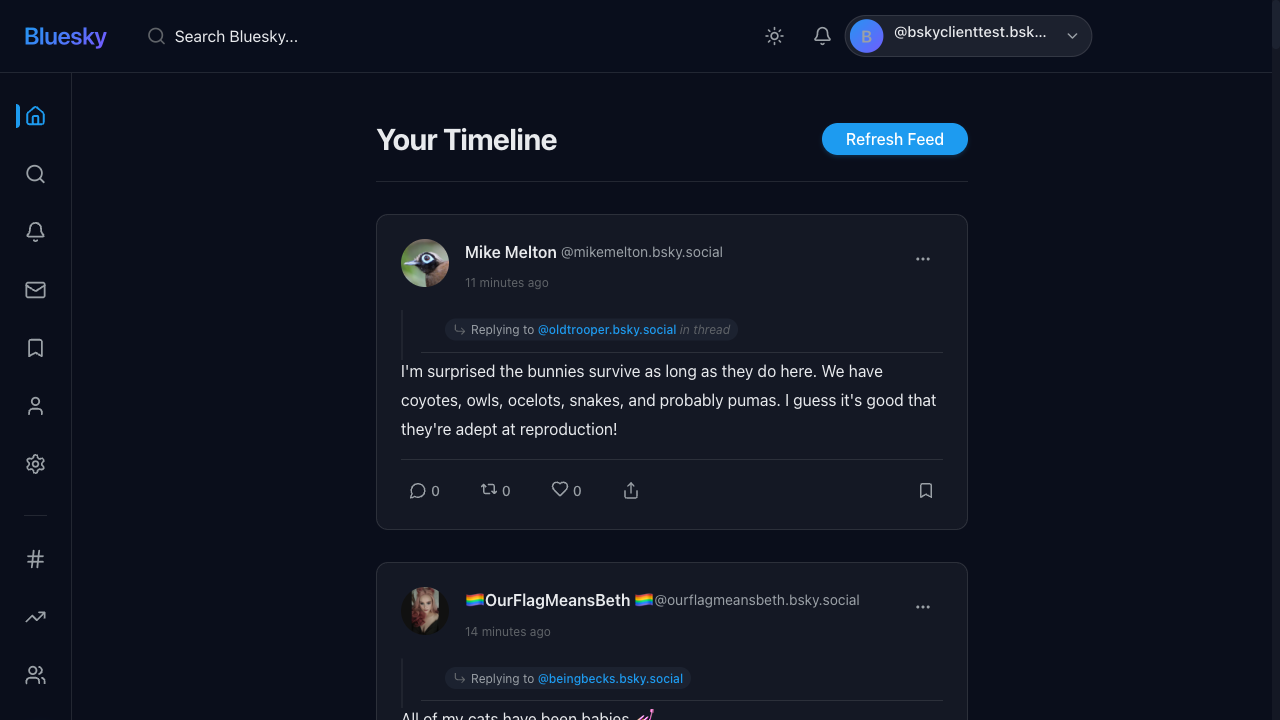 Bluesky
Search Bluesky...
B
@bskyclienttest.bsk...
Your Timeline
Refresh Feed
Mike Melton @mikemelton.bsky.social
11 minutes ago
Replying to @oldtrooper.bsky.social in thread
I'm surprised the bunnies survive as long as they do here. We have
coyotes, owls, ocelots, snakes, and probably pumas. I guess it's good that
they're adept at reproduction!
0 0 0
🏳️‍🌈OurFlagMeansBeth 🏳️‍🌈@ourflagmeansbeth.bsky.social
14 minutes ago
Replying to @beingbecks.bsky.social
All of my cats have been babies 💅